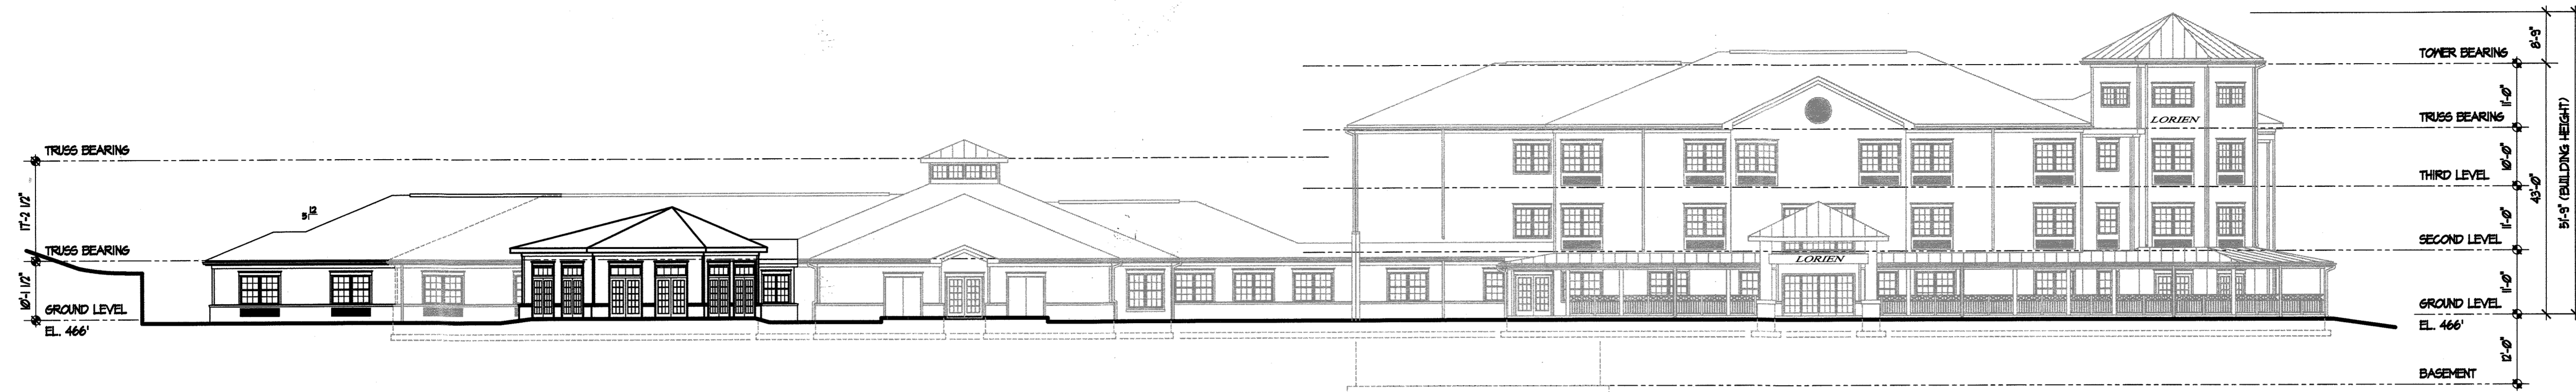 TRUSS BEARING
17'-2 1/2"
TRUSS BEARING
10'-1 1/2"
GROUND LEVEL
EL. 466'
12
5
LORIEN
LORIEN
TOWER BEARING
8'-9"
11'-0"
TRUSS BEARING
10'-0"
THIRD LEVEL
11'-0"
SECOND LEVEL
11'-0"
GROUND LEVEL
EL. 466'
12'-0"
BASEMENT
43'-0"
51'-9" (BUILDING HEIGHT)